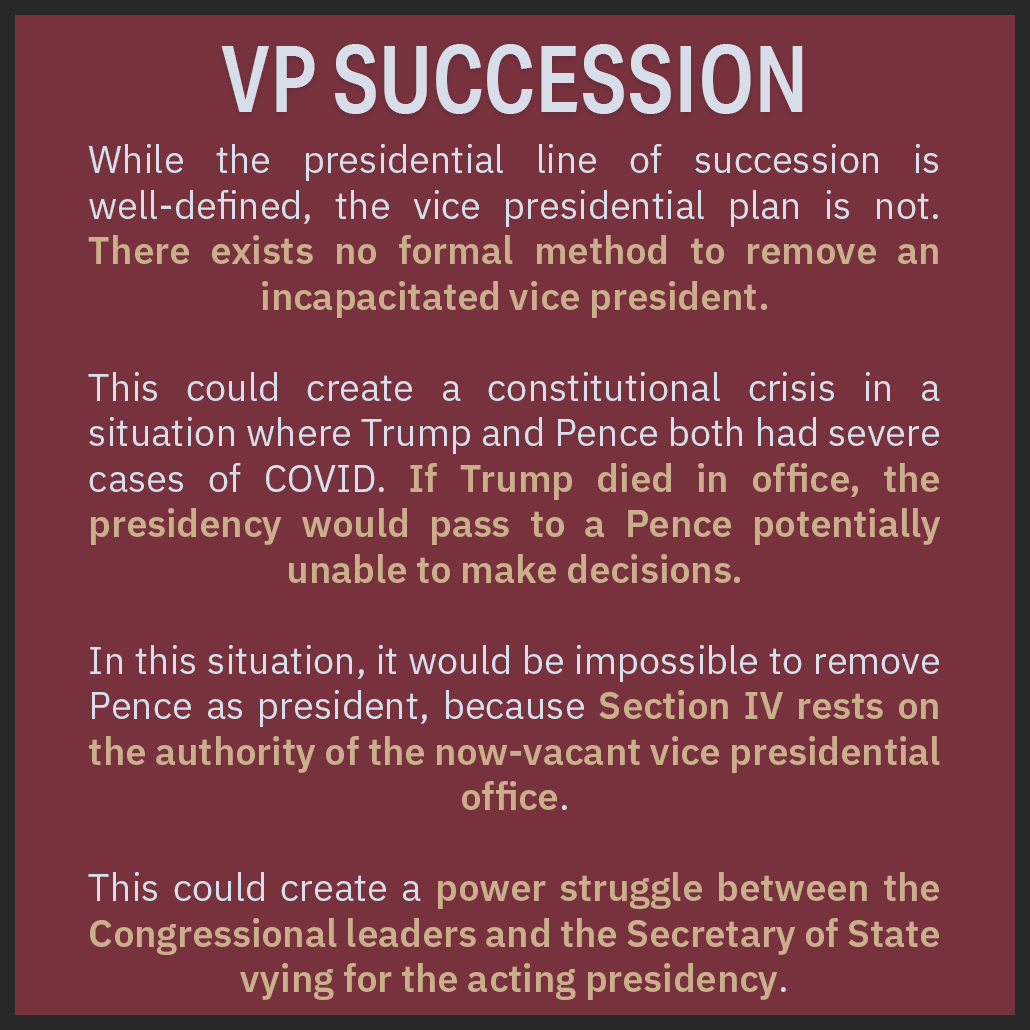 VP SUCCESSION
While the presidential line of succession is
well-defined, the vice presidential plan is not.
There exists no formal method to remove an
incapacitated vice president.
This could create a constitutional crisis in a
situation where Trump and Pence both had severe
cases of COVID. If Trump died in office, the
presidency would pass to a Pence potentially
unable to make decisions.
In this situation, it would be impossible to remove
Pence as president, because Section IV rests on
the authority of the now-vacant vice presidential
office.
This could create a power struggle between the
Congressional leaders and the Secretary of State
vying for the acting presidency.